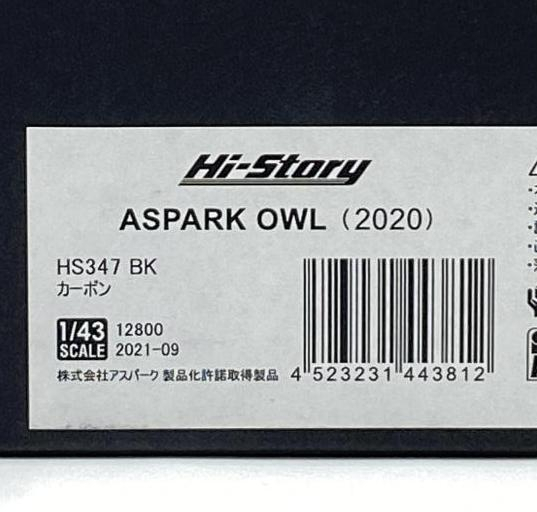 Hi-Story
ASPARK OWL（2020）
HS347 BK
カーボン
1/43 12800
SCALE 2021-09
株式会社アスパーク 製品化許諾取得製品
4 523231 443812